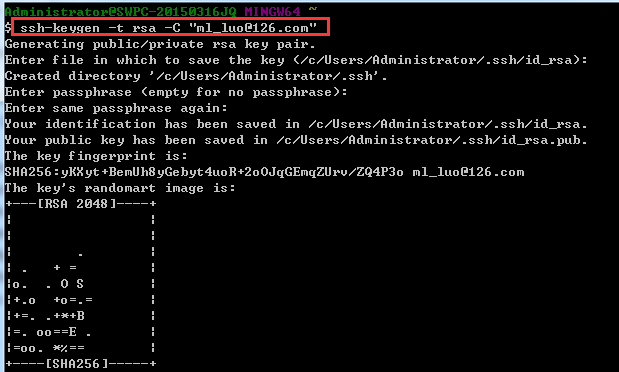 Administrator@SWPC-20150316JQ MINGW64 ~
$ ssh-keygen -t rsa -C "ml_luo@126.com"
Generating public/private rsa key pair.
Enter file in which to save the key (/c/Users/Administrator/.ssh/id_rsa):
Created directory '/c/Users/Administrator/.ssh'.
Enter passphrase (empty for no passphrase):
Enter same passphrase again:
Your identification has been saved in /c/Users/Administrator/.ssh/id_rsa.
Your public key has been saved in /c/Users/Administrator/.ssh/id_rsa.pub.
The key fingerprint is:
SHA256:yKXyt+BemUh8yGebyt4uoR+2oOJqGEmqZUrv/ZQ4P3o ml_luo@126.com
The key's randomart image is:
+---[RSA 2048]----+
|                 |
|                 |
|        .        |
| .   + =         |
|o.  . O S        |
|+.o  +o=.=       |
|+=. .+*+B        |
|=. oo==E .       |
|=oo. *%==        |
+----[SHA256]-----+